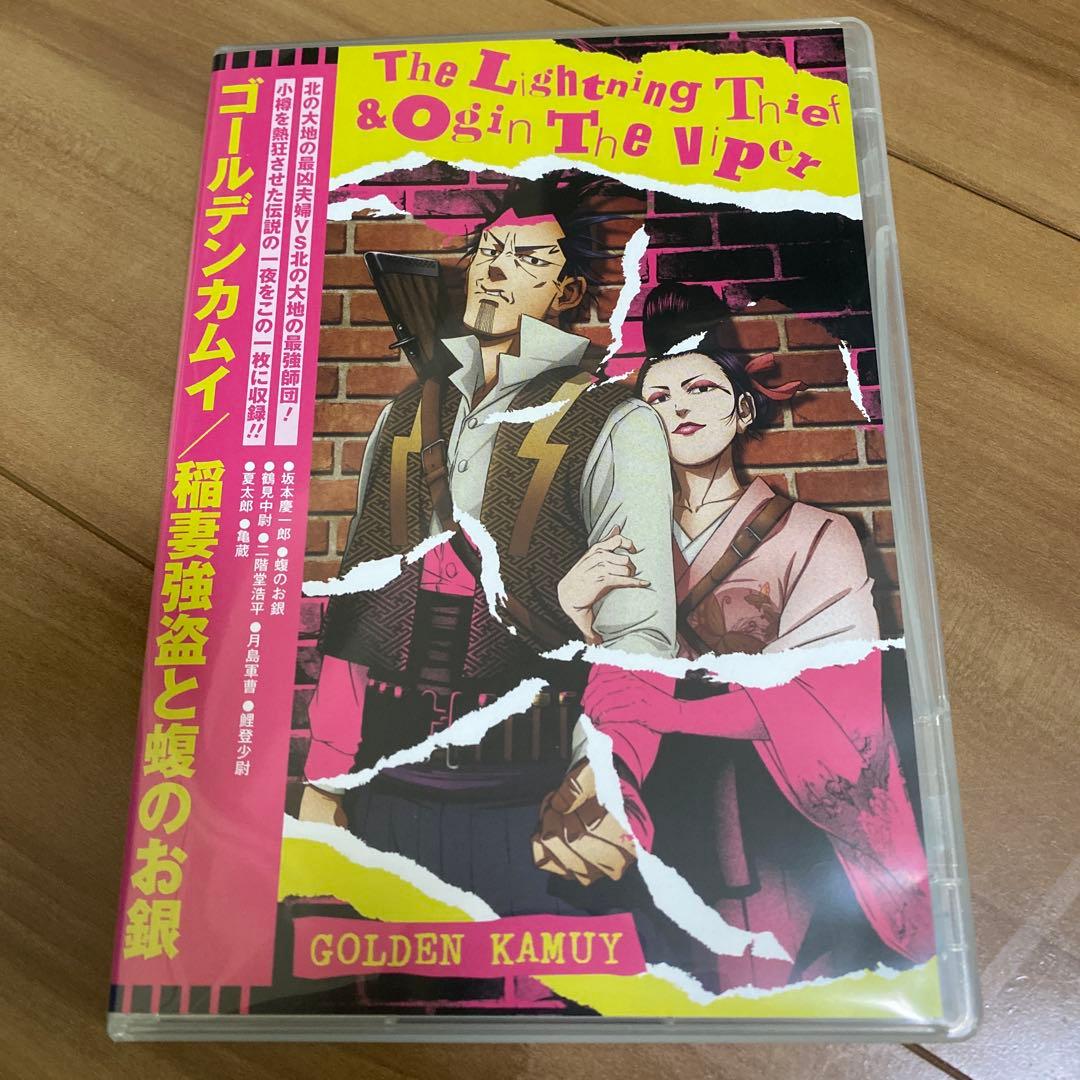 The Lightning Thief
&Ogin The Viper
北の大地の最凶夫婦VS北の大地の最強師団!
小樽を熱狂させた伝説の一夜をこの一枚に収録!!
ゴールデンカムイ/稲妻強盗と蝮のお銀
●坂本慶一郎 ●蝮のお銀
●鶴見中尉 ●二階堂浩平 ●月島軍曹 ●鯉登少尉
●夏太郎 ●亀蔵
GOLDEN KAMUY